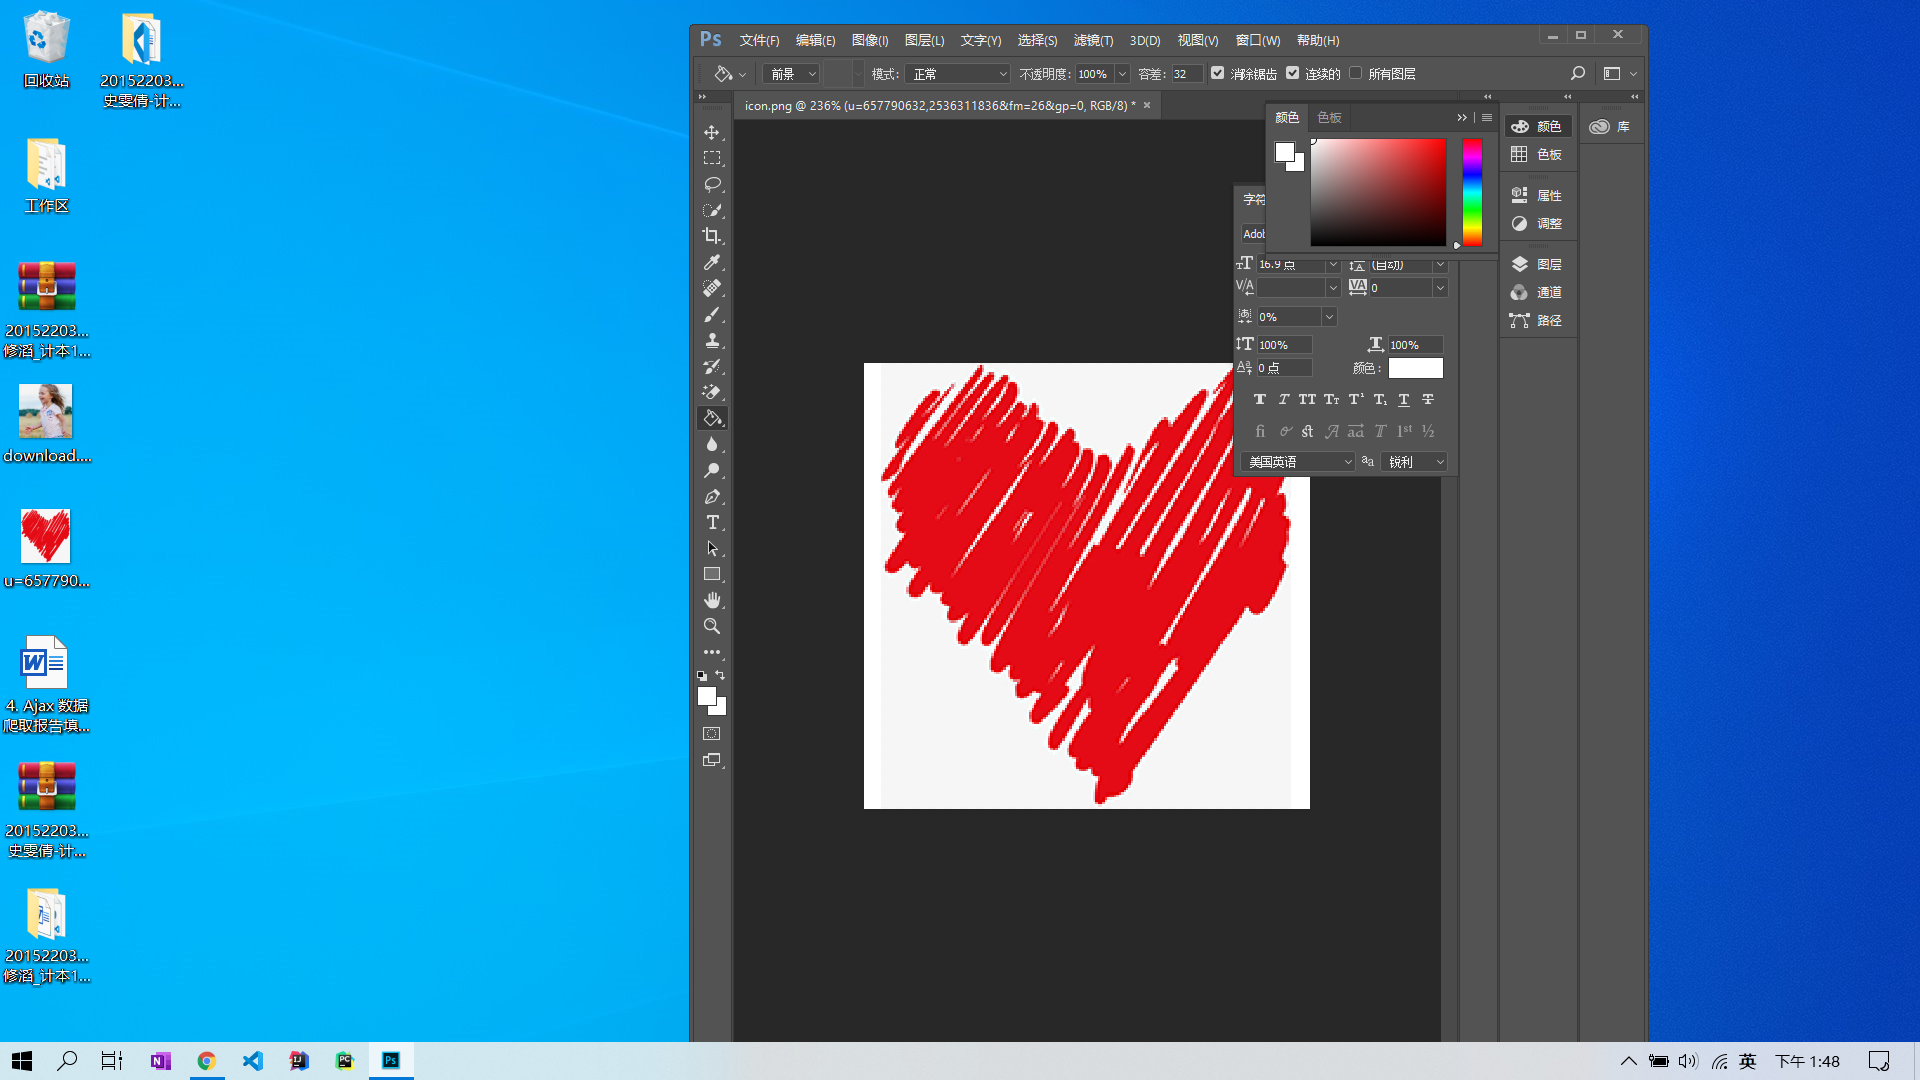 回收站
20152203...
史雯倩-计...
工作区
20152203...
修滔_计本1...
download....
u=657790...
4. Ajax 数据
爬取报告填...
20152203...
史雯倩-计...
20152203...
修滔_计本1...
Ps 文件(F) 编辑(E) 图像(I) 图层(L) 文字(Y) 选择(S) 滤镜(T) 3D(D) 视图(V) 窗口(W) 帮助(H)
前景 模式: 正常 不透明度: 100% 容差: 32 消除锯齿 连续的 所有图层
icon.png @ 236% (u=657790632,2536311836&fm=26&gp=0, RGB/8) *
颜色 色板
颜色
色板
属性
调整
图层
通道
路径
库
字符
Adob
16.9 点 (自动)
0
0%
100% 100%
0 点 颜色:
美国英语 aa 锐利
英 下午 1:48